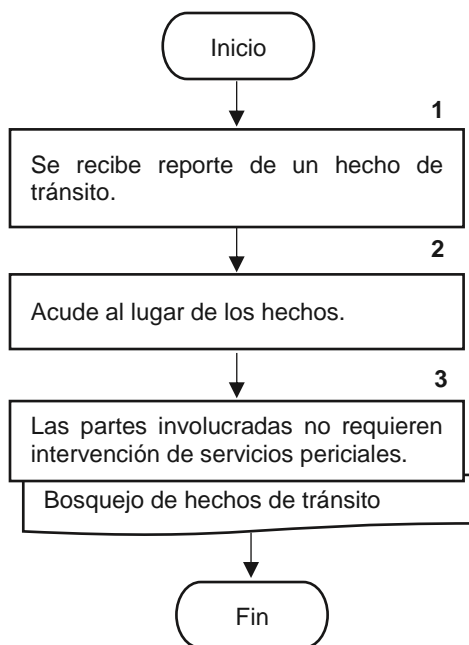 Inicio
1
Se recibe reporte de un hecho de
tránsito.
2
Acude al lugar de los hechos.
3
Las partes involucradas no requieren
intervención de servicios periciales.
Bosquejo de hechos de tránsito
Fin